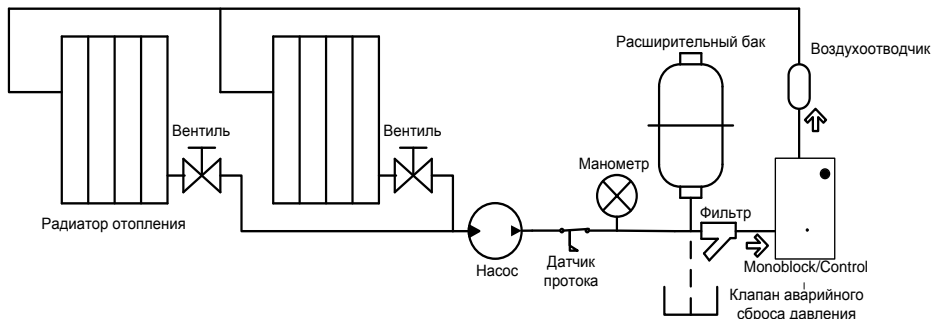 Расширительный бак
Воздухоотводчик
Вентиль
Вентиль
Манометр
Радиатор отопления
Фильтр
Насос
Датчик
протока
Monoblock/Control
Клапан аварийного
сброса давления